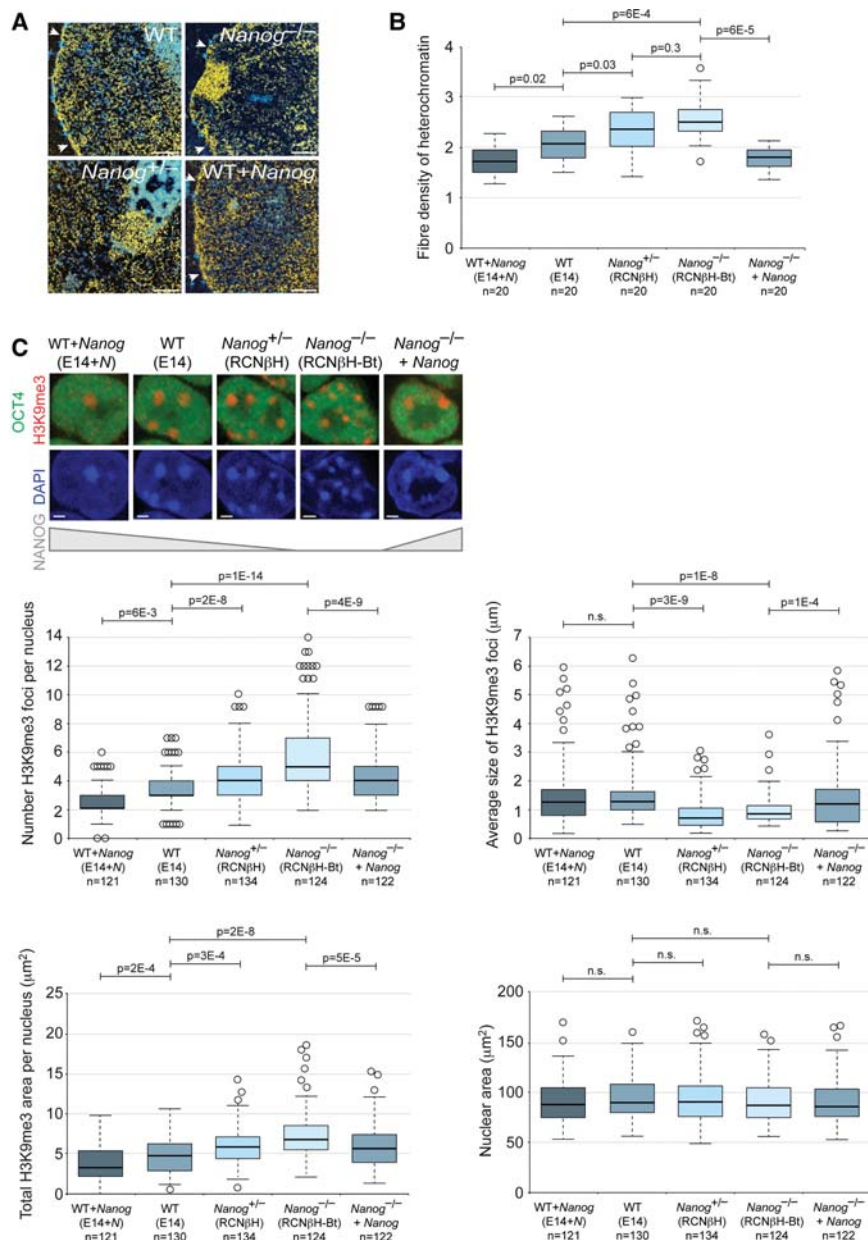 A
WT
Nanog−/−
Nanog+/−
WT+Nanog
B
Fibre density of heterochromatin
4
3
2
1
0
p=0.02
p=0.03
p=6E-4
p=0.3
p=6E-5
WT+Nanog (E14+N) n=20
WT (E14) n=20
Nanog+/− (RCNβH) n=20
Nanog−/− (RCNβH-Bt) n=20
Nanog−/− + Nanog n=20
C
WT+Nanog (E14+N)
WT (E14)
Nanog+/− (RCNβH)
Nanog−/− (RCNβH-Bt)
Nanog−/− + Nanog
OCT4
H3K9me3
DAPI
NANOG
Number H3K9me3 foci per nucleus
14
12
10
8
6
4
2
0
p=6E-3
p=2E-8
p=1E-14
p=4E-9
WT+Nanog (E14+N) n=121
WT (E14) n=130
Nanog+/− (RCNβH) n=134
Nanog−/− (RCNβH-Bt) n=124
Nanog−/− + Nanog n=122
Average size of H3K9me3 foci (μm)
7
6
5
4
3
2
1
0
n.s.
p=3E-9
p=1E-8
p=1E-4
WT+Nanog (E14+N) n=121
WT (E14) n=130
Nanog+/− (RCNβH) n=134
Nanog−/− (RCNβH-Bt) n=124
Nanog−/− + Nanog n=122
Total H3K9me3 area per nucleus (μm²)
25
20
15
10
5
0
p=2E-4
p=3E-4
p=2E-8
p=5E-5
WT+Nanog (E14+N) n=121
WT (E14) n=130
Nanog+/− (RCNβH) n=134
Nanog−/− (RCNβH-Bt) n=124
Nanog−/− + Nanog n=122
Nuclear area (μm²)
200
150
100
50
0
n.s.
n.s.
n.s.
n.s.
WT+Nanog (E14+N) n=121
WT (E14) n=130
Nanog+/− (RCNβH) n=134
Nanog−/− (RCNβH-Bt) n=124
Nanog−/− + Nanog n=122